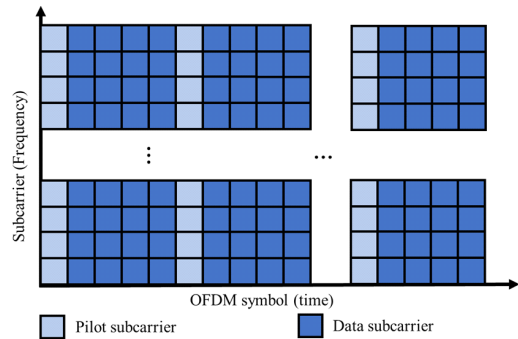 Subcarrier (Frequency)
OFDM symbol (time)
Pilot subcarrier
Data subcarrier